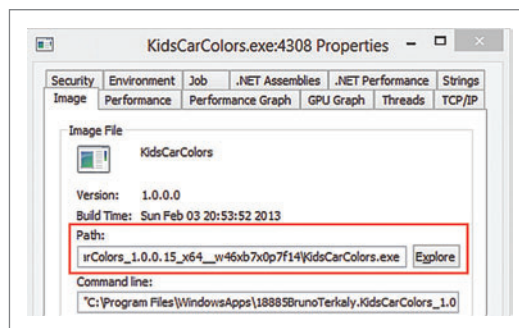 KidsCarColors.exe:4308 Properties
Security Environment Job .NET Assemblies .NET Performance Strings
Image Performance Performance Graph GPU Graph Threads TCP/IP
Image File
KidsCarColors
Version: 1.0.0.0
Build Time: Sun Feb 03 20:53:52 2013
Path:
ırColors_1.0.0.15_x64__w46xb7x0p7f14\KidsCarColors.exe Explore
Command line:
"C:\Program Files\WindowsApps\18885BrunoTerkaly.KidsCarColors_1.0